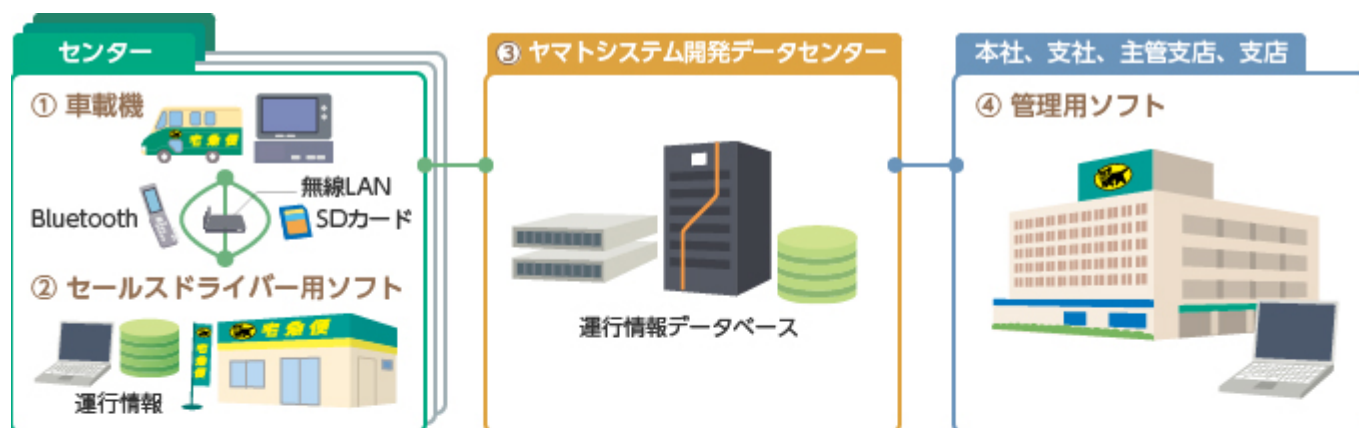 センター
① 車載機
宅急便
無線LAN
Bluetooth
SDカード
② セールスドライバー用ソフト
宅急便
宅急便
運行情報
③ ヤマトシステム開発データセンター
運行情報データベース
本社、支社、主管支店、支店
④ 管理用ソフト